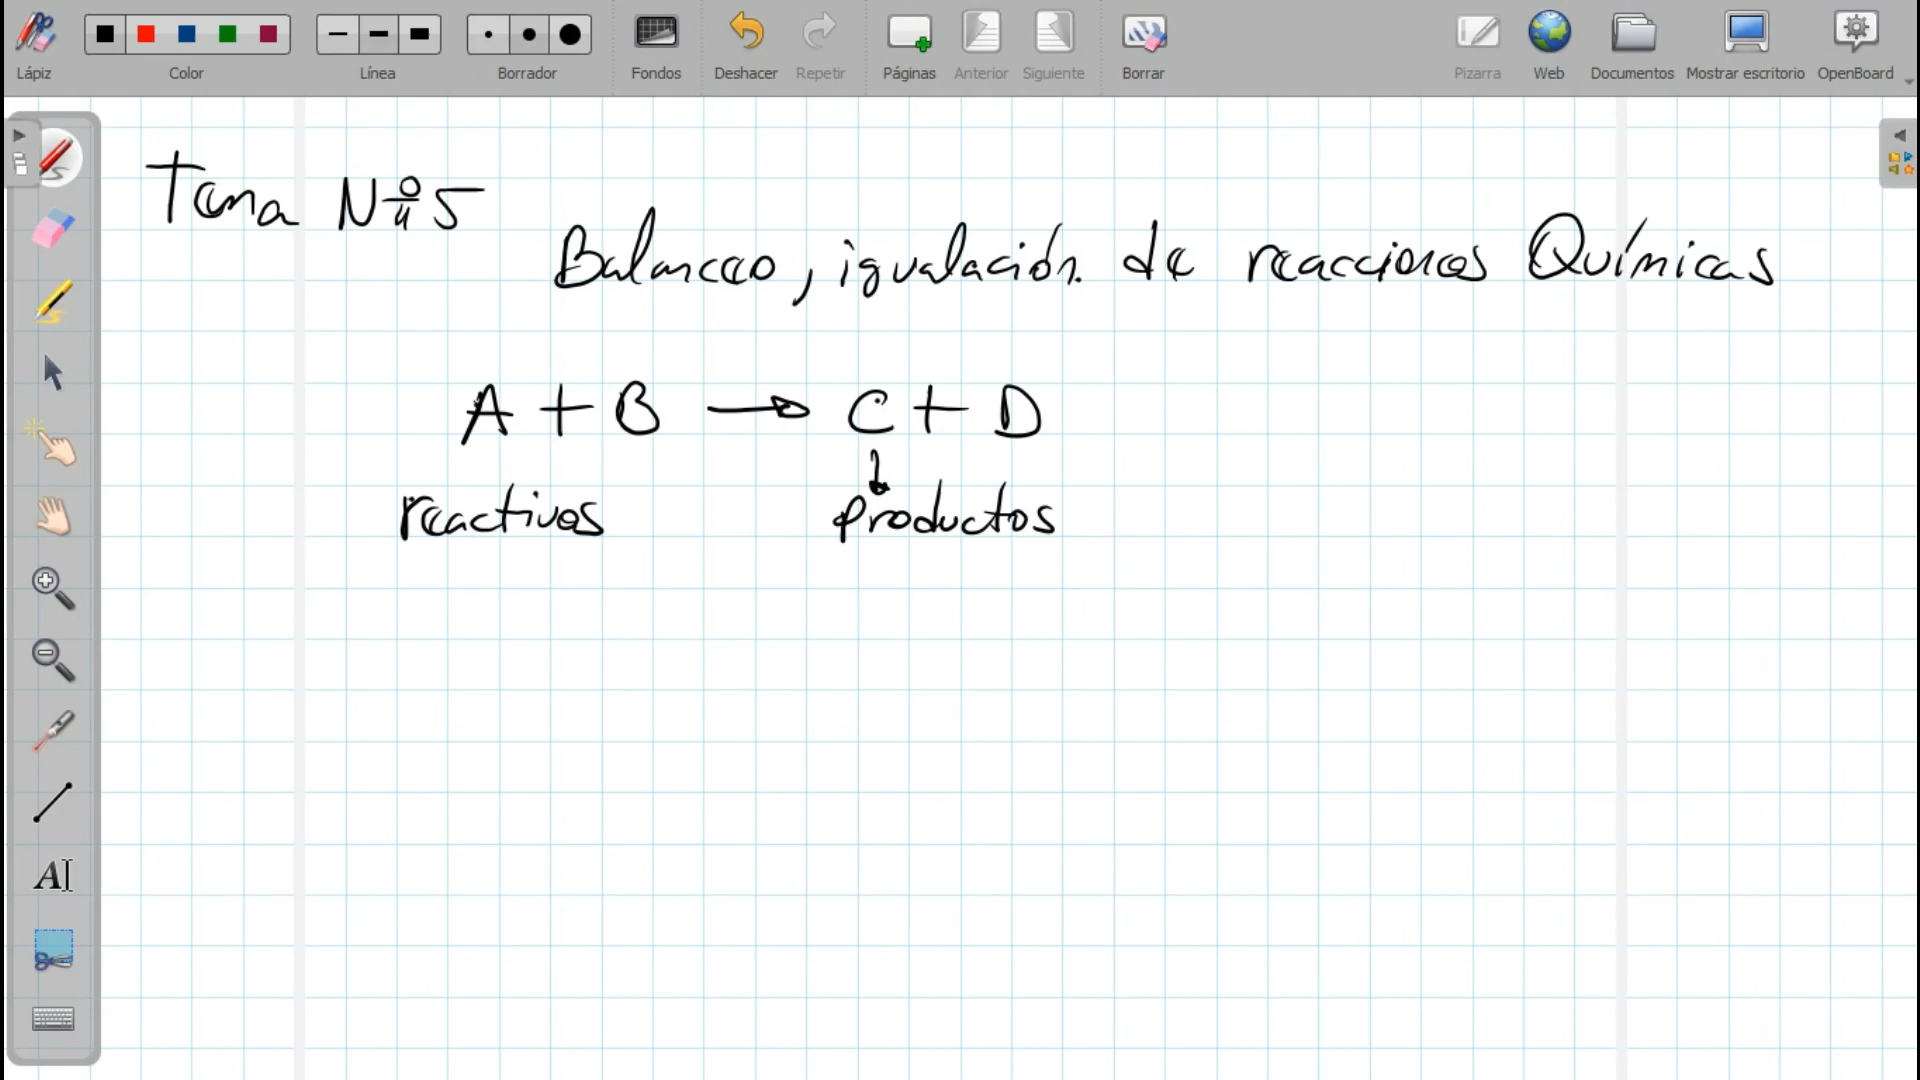 Lápiz Color Línea Borrador Fondos Deshacer Repetir Páginas Anterior Siguiente Borrar Pizarra Web Documentos Mostrar escritorio OpenBoard
Tema Nº 5
Balanceo, igualación. de reacciones Químicas
A + B → C + D
reactivos productos